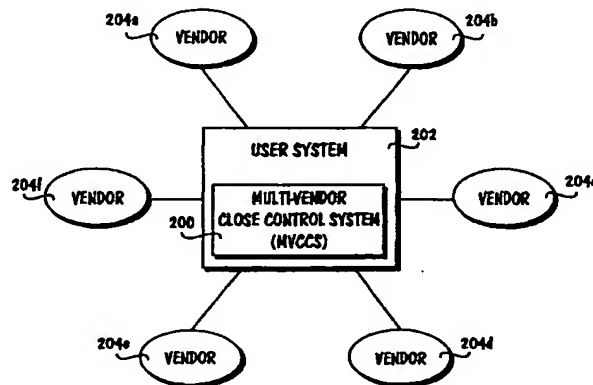 204a
VENDOR
VENDOR
204b
202
USER SYSTEM
204f
VENDOR
MULTI-VENDOR
CLOSE CONTROL SYSTEM
(MVCCS)
200
VENDOR
204c
204e
VENDOR
VENDOR
204d